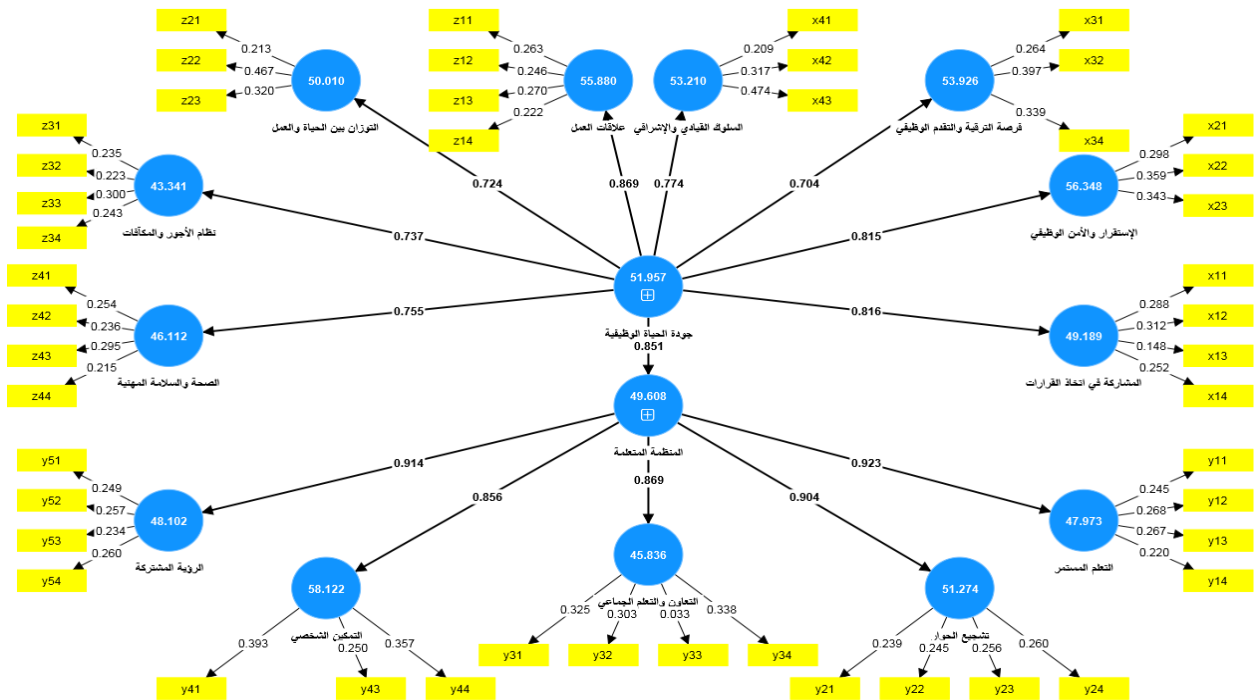 z21
z22
z23
0.213
0.467
0.320
50.010
التوزان بين الحياة والعمل
z11
z12
z13
z14
0.263
0.246
0.270
0.222
55.880
علاقات العمل
x41
x42
x43
0.209
0.317
0.474
53.210
السلوك القيادي والإشرافي
x31
x32
x34
0.264
0.397
0.339
53.926
فرصة الترقية والتقدم الوظيفي
z31
z32
z33
z34
0.235
0.223
0.300
0.243
43.341
نظام الأجور والمكآفات
x21
x22
x23
0.298
0.359
0.343
56.348
الإستقرار والأمن الوظيفي
0.724
0.869
0.774
0.704
0.737
0.815
0.755
0.816
51.957
جودة الحياة الوظيفية
0.851
z41
z42
z43
z44
0.254
0.236
0.295
0.215
46.112
الصحة والسلامة المهنية
x11
x12
x13
x14
0.288
0.312
0.148
0.252
49.189
المشاركة في اتخاذ القرارات
49.608
المنظمة المتعلمة
0.914
0.856
0.869
0.904
0.923
y51
y52
y53
y54
0.249
0.257
0.234
0.260
48.102
الرؤية المشتركة
y11
y12
y13
y14
0.245
0.268
0.267
0.220
47.973
التعلم المستمر
58.122
التمكين الشخصي
0.393
0.250
0.357
y41
y43
y44
45.836
التعاون والتعلم الجماعي
0.325
0.303
0.033
0.338
y31
y32
y33
y34
51.274
تشجيع الحوار
0.239
0.245
0.256
0.260
y21
y22
y23
y24